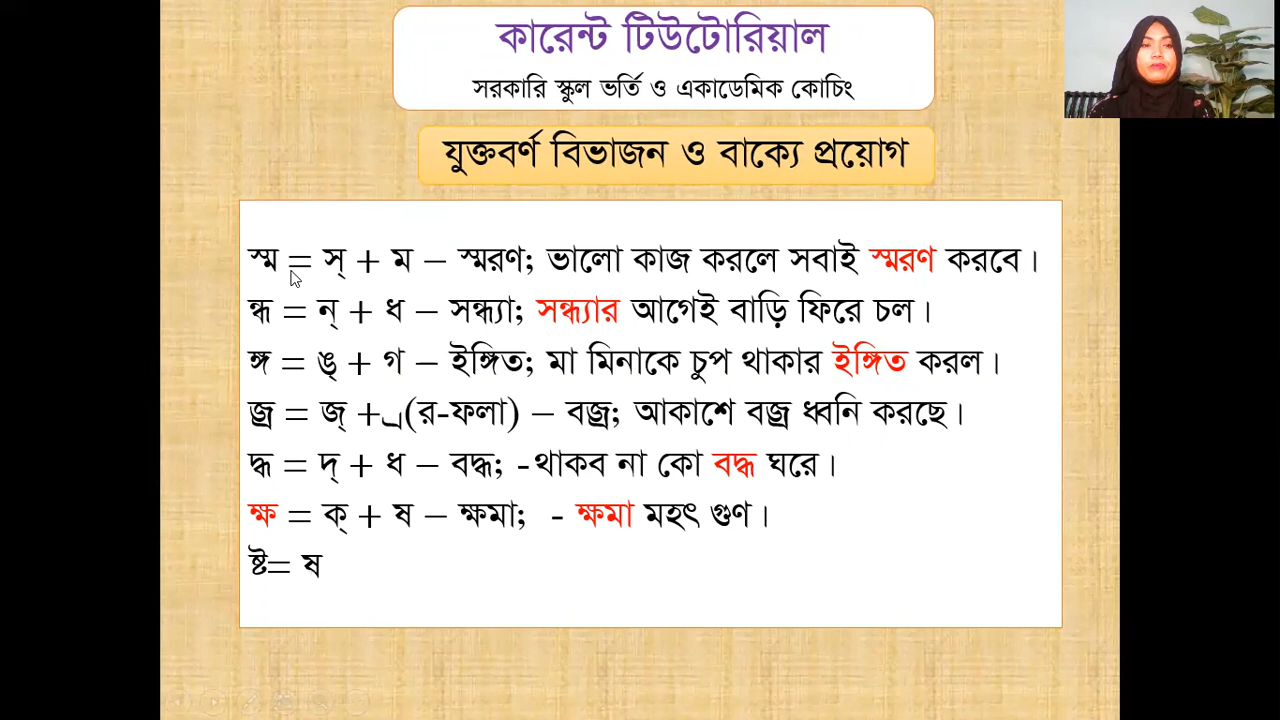 কারেন্ট টিউটোরিয়াল
সরকারি স্কুল ভর্তি ও একাডেমিক কোচিং
যুক্তবর্ণ বিভাজন ও বাক্যে প্রয়োগ
স্ম = স্ + ম – স্মরণ; ভালো কাজ করলে সবাই স্মরণ করবে।
ন্ধ = ন্ + ধ – সন্ধ্যা; সন্ধ্যার আগেই বাড়ি ফিরে চল।
ঙ্গ = ঙ্ + গ – ইঙ্গিত; মা মিনাকে চুপ থাকার ইঙ্গিত করল।
জ্র = জ্ +্র(র-ফলা) – বজ্র; আকাশে বজ্র ধ্বনি করছে।
দ্ধ = দ্ + ধ – বদ্ধ; -থাকব না কো বদ্ধ ঘরে।
ক্ষ = ক্ + ষ – ক্ষমা; - ক্ষমা মহৎ গুণ।
ষ্ট= ষ